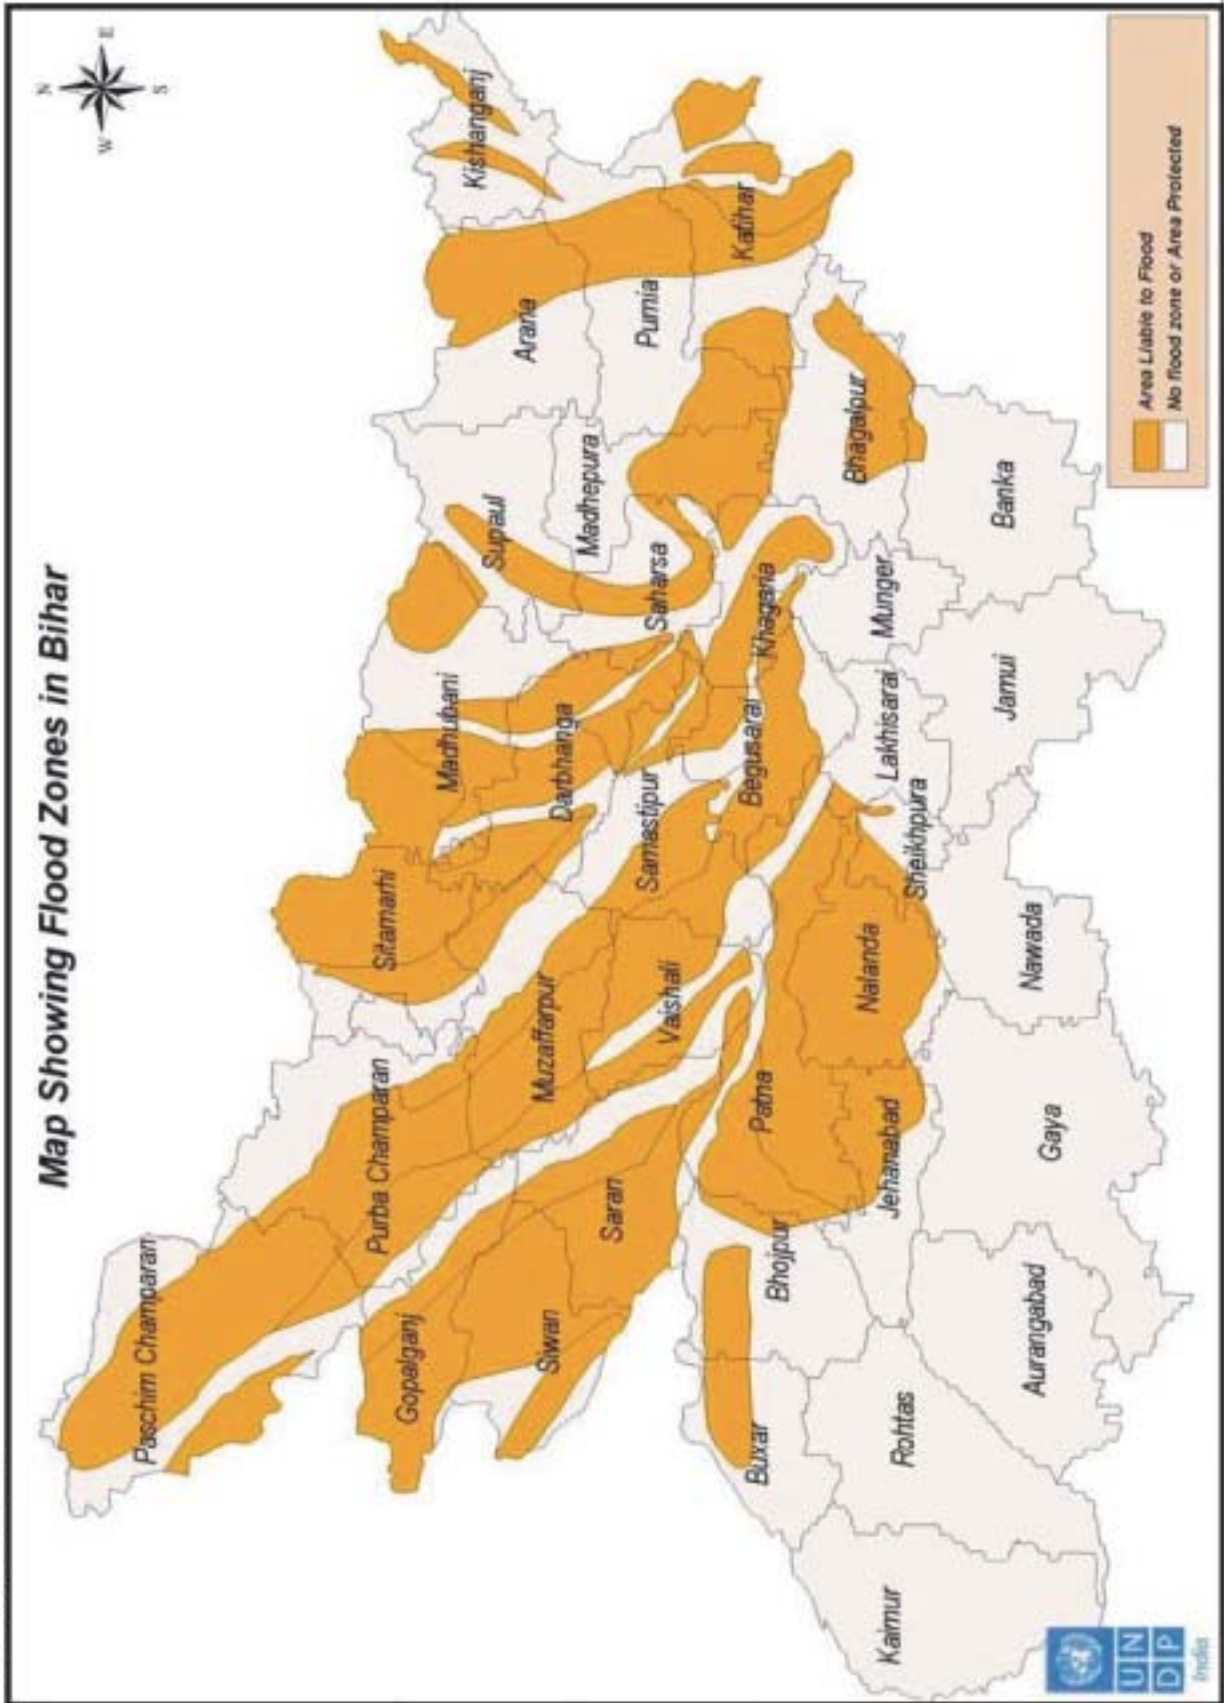 Map Showing Flood Zones in Bihar
N
E
S
W
Paschim Champaran
Purba Champaran
Gopalganj
Siwan
Saran
Sitamarhi
Muzaffarpur
Vaishali
Madhubani
Darbhanga
Samastipur
Supaul
Madhepura
Saharsa
Khagaria
Begusarai
Araria
Kishanganj
Purnia
Katihar
Bhagalpur
Banka
Munger
Lakhisarai
Sheikhpura
Jamui
Nawada
Nalanda
Patna
Jehanabad
Gaya
Bhojpur
Buxar
Rohtas
Aurangabad
Kaimur
Area Liable to Flood
No flood zone or Area Protected
U N
D P
India